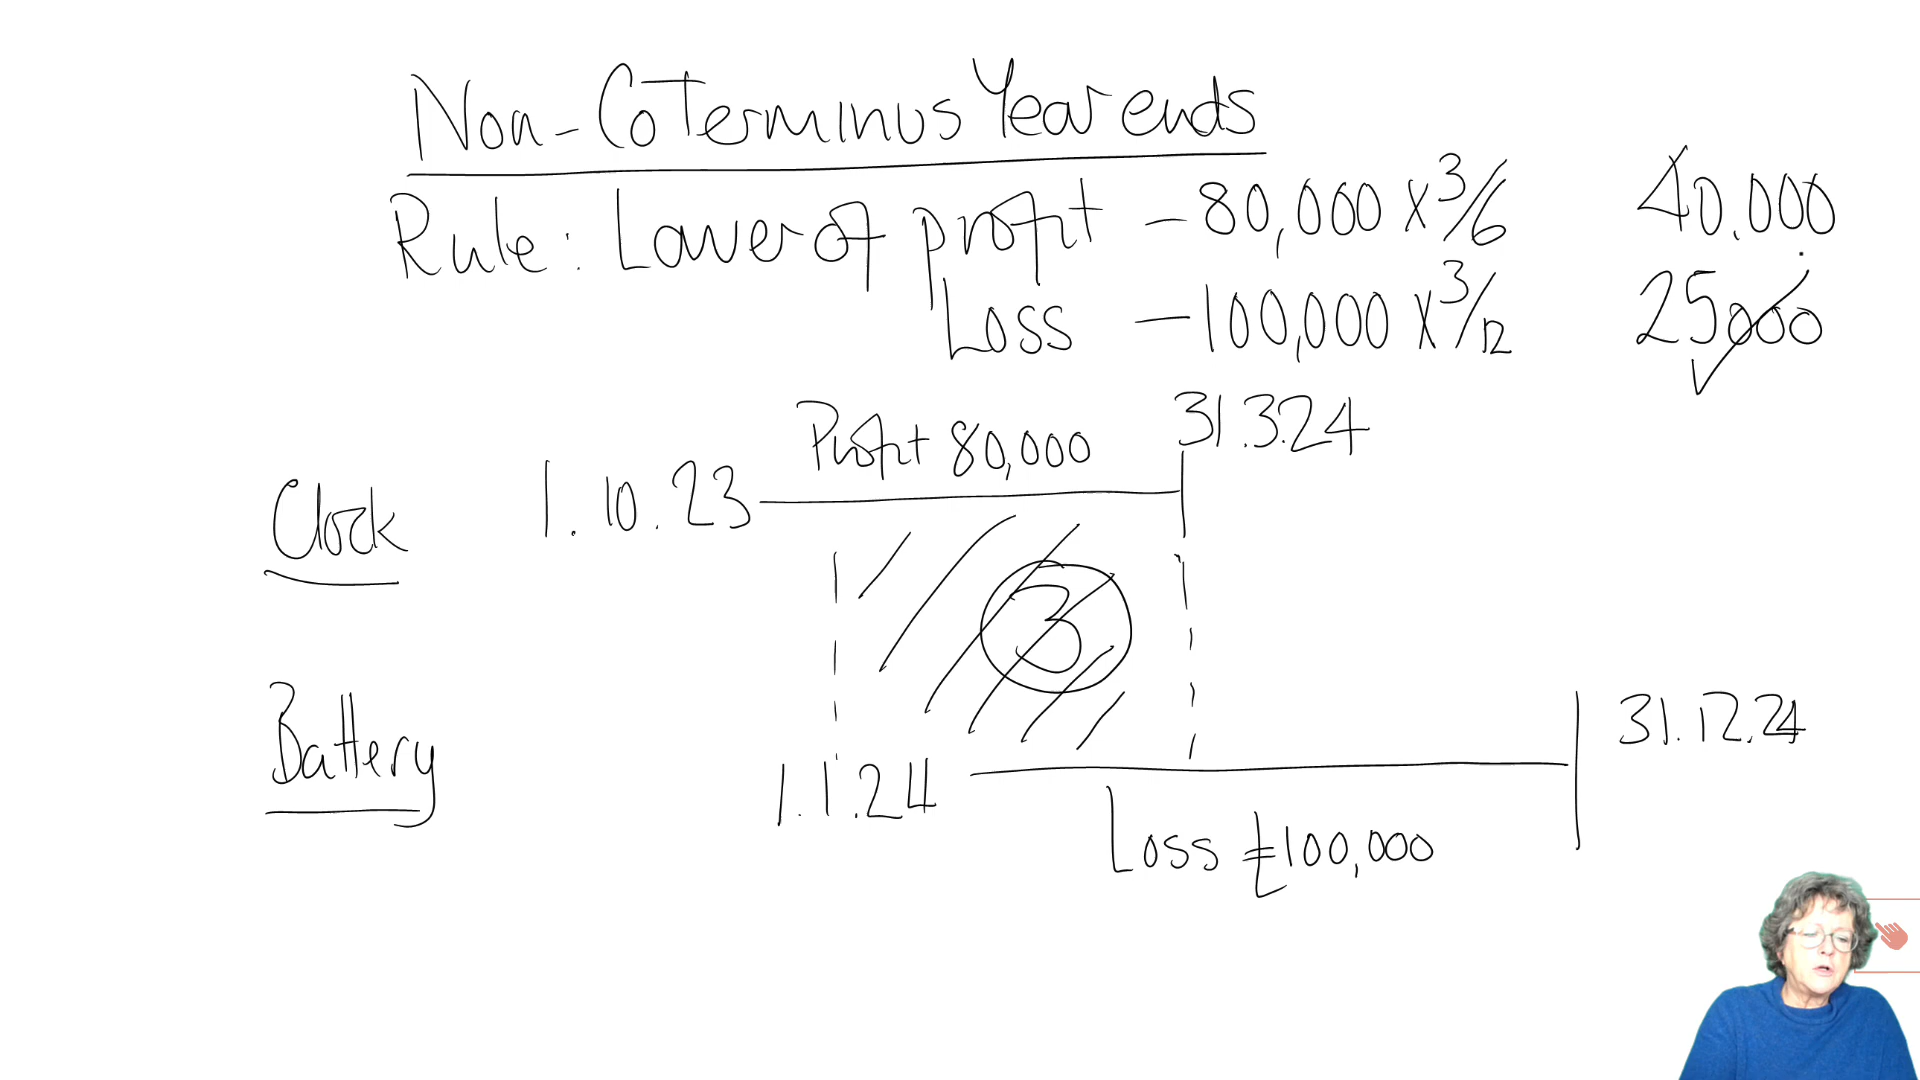 Non-Coterminus Year ends
Rule: Lower of profit - 80,000 x 3/6 40,000
Loss - 100,000 x 3/12 25000 ✓
Profit 80,000 31.3.24
Clock 1.10.23
3
Battery 31.12.24
1.1.24
Loss £100,000